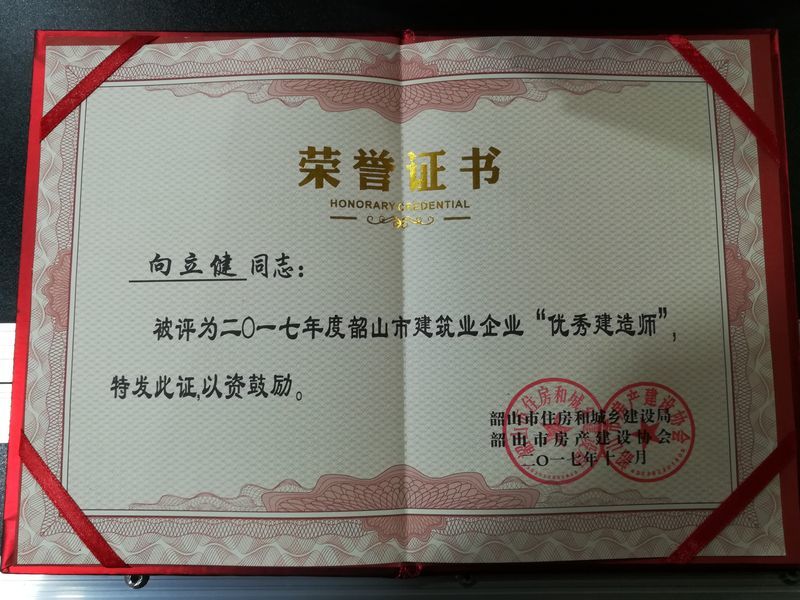 荣誉证书
HONORARY CREDENTIAL
向立健同志：
被评为二〇一七年度韶山市建筑业企业“优秀建造师”，
特发此证，以资鼓励。
韶山市住房和城乡建设局
韶山市房产建设协会
二〇一七年十二月